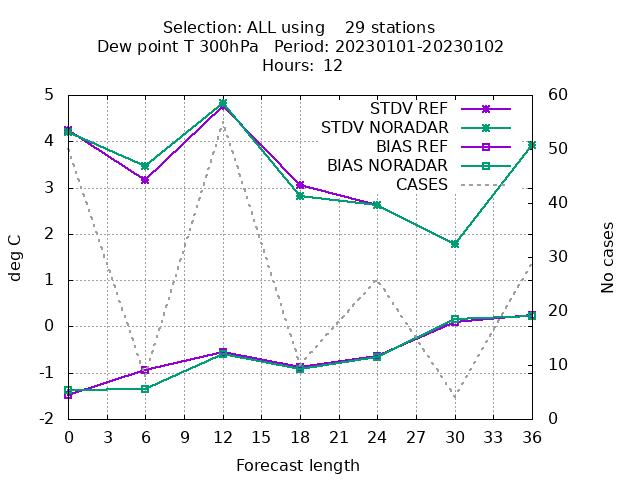 Selection: ALL using    29 stations
Dew point T 300hPa   Period: 20230101-20230102
Hours: 12
STDV REF
STDV NORADAR
BIAS REF
BIAS NORADAR
CASES
5
4
3
2
1
0
-1
-2
deg C
60
50
40
30
20
10
0
No cases
0 3 6 9 12 15 18 21 24 27 30 33 36
Forecast length